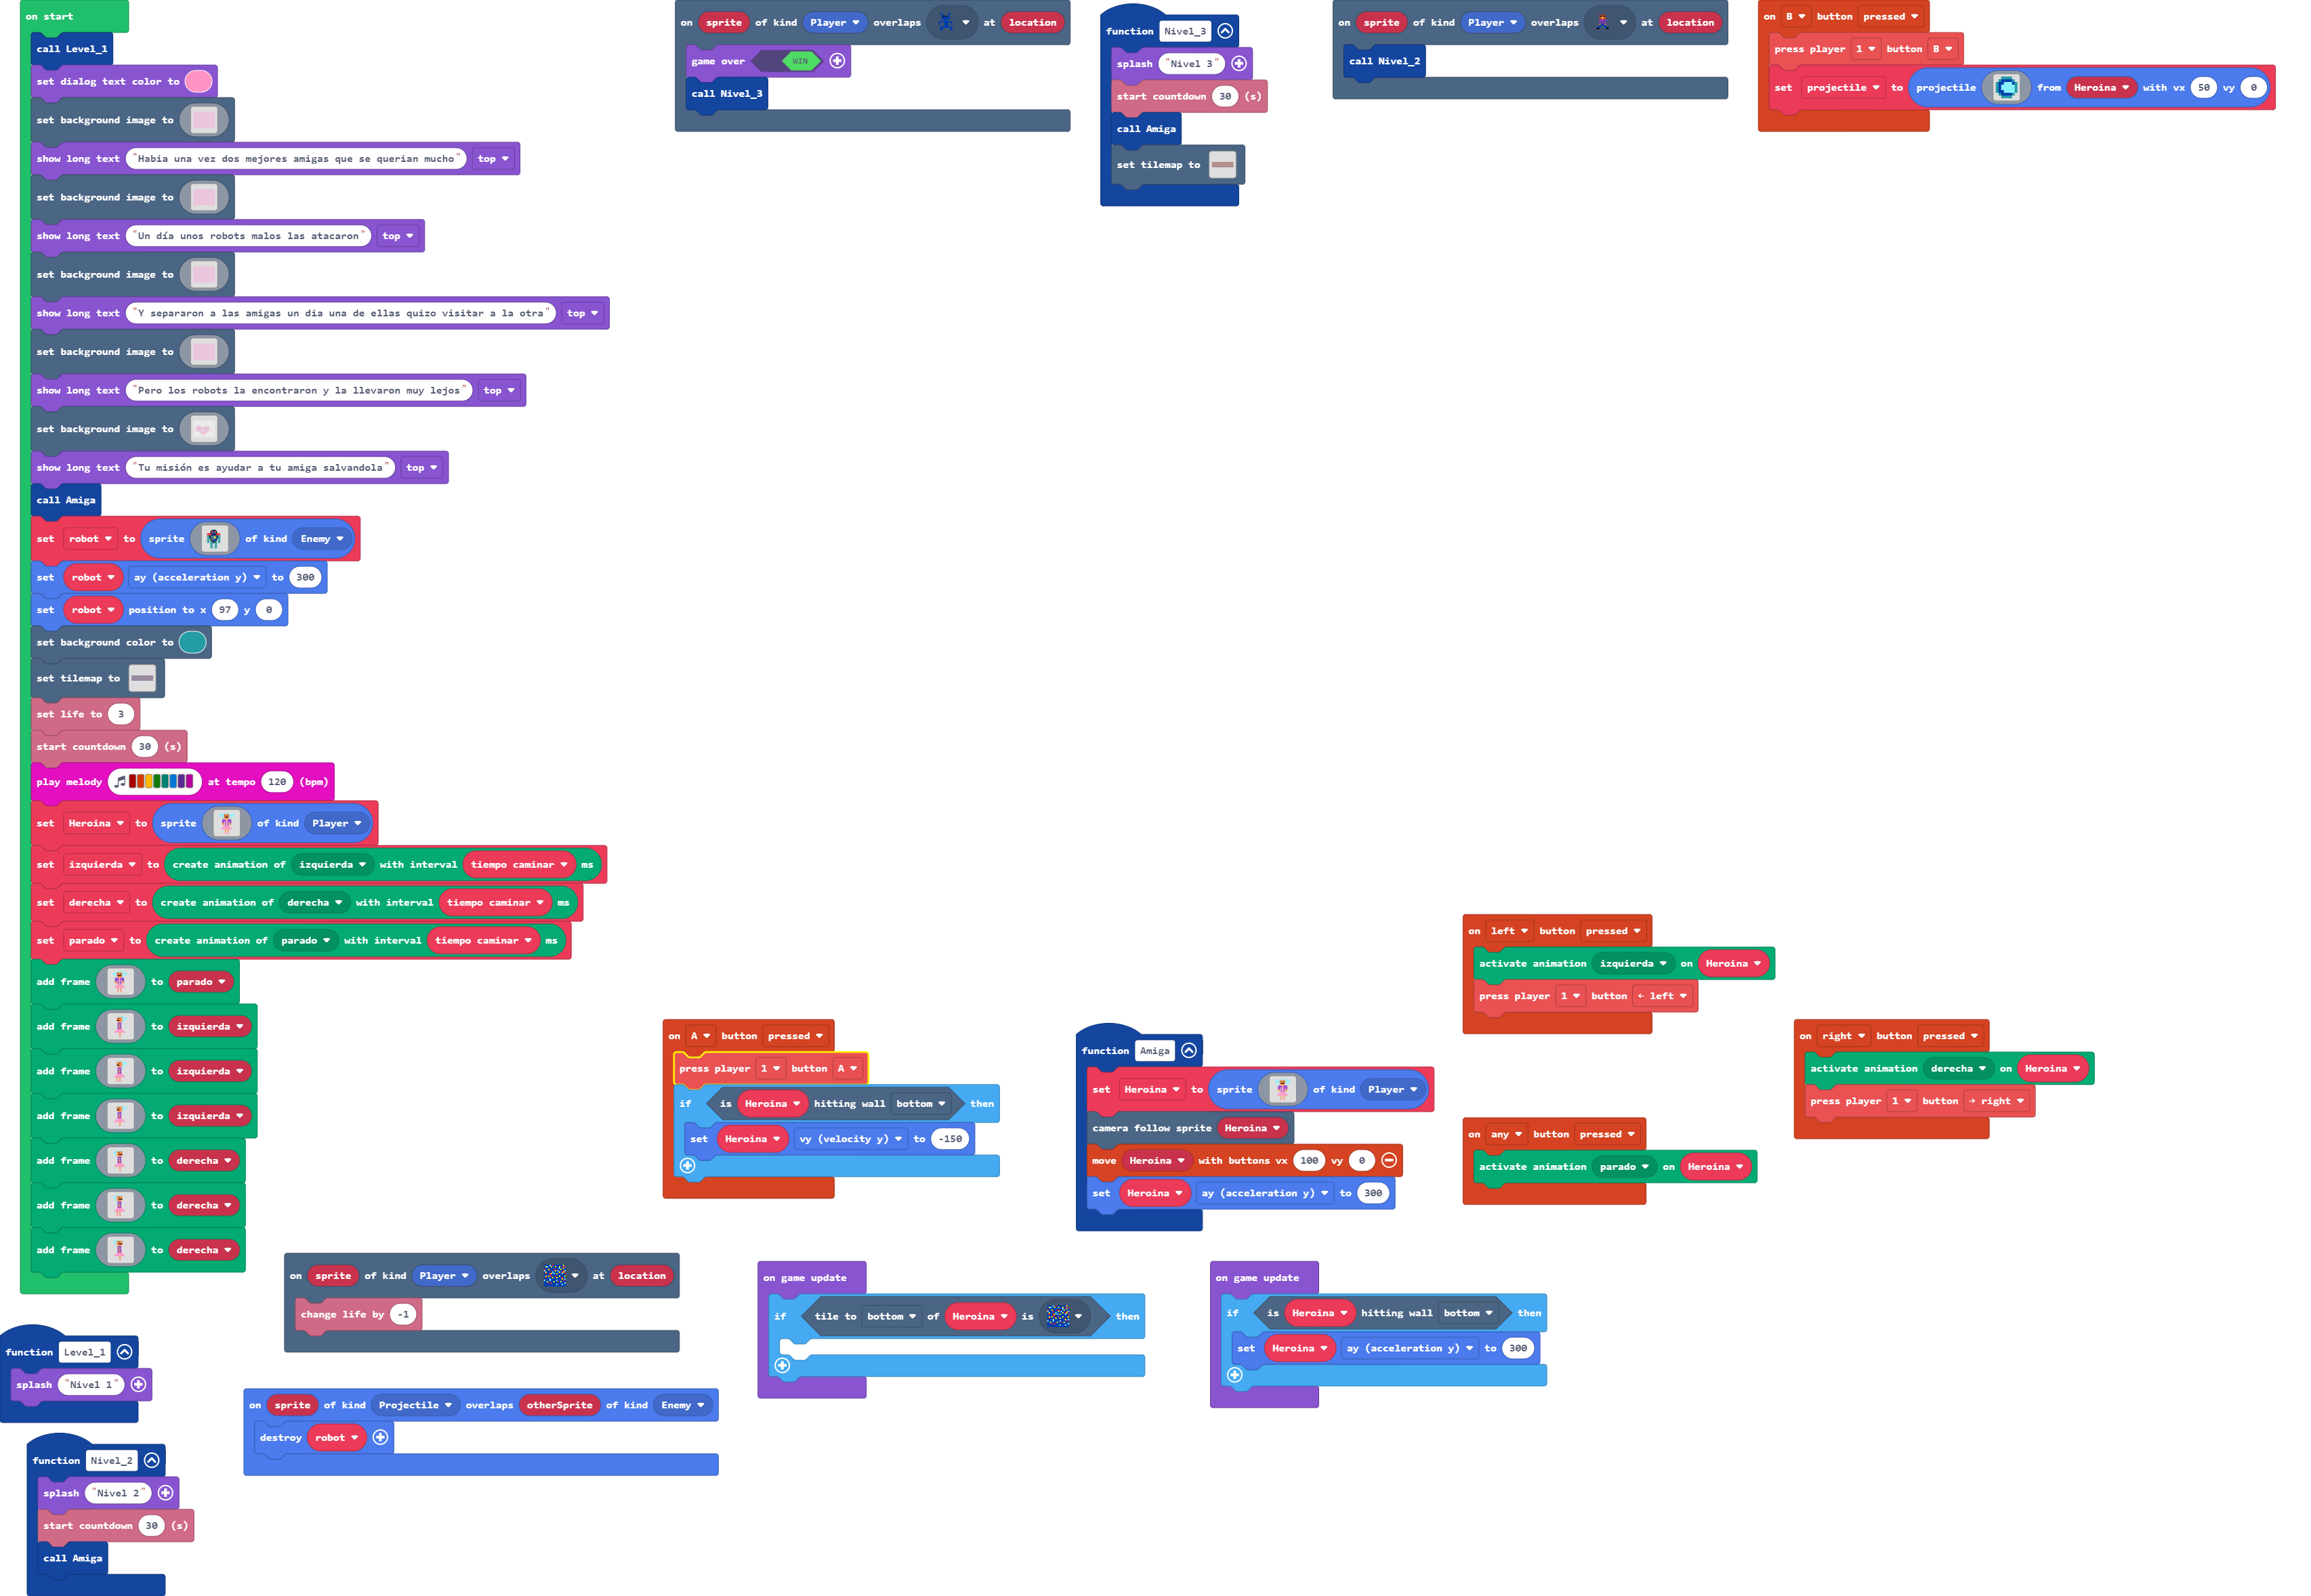 on start
call Level_1
set dialog text color to
set background image to
show long text "Habia una vez dos mejores amigas que se querian mucho" top
set background image to
show long text "Un día unos robots malos las atacaron" top
set background image to
show long text "Y separaron a las amigas un dia una de ellas quizo visitar a la otra" top
set background image to
show long text "Pero los robots la encontraron y la llevaron muy lejos" top
set background image to
show long text "Tu misión es ayudar a tu amiga salvandola" top
call Amiga
set robot to sprite of kind Enemy
set robot ay (acceleration y) to 300
set robot position to x 97 y 0
set background color to
set tilemap to
set life to 3
start countdown 30 (s)
play melody at tempo 120 (bpm)
set Heroina to sprite of kind Player
set izquierda to create animation of izquierda with interval tiempo caminar ms
set derecha to create animation of derecha with interval tiempo caminar ms
set parado to create animation of parado with interval tiempo caminar ms
add frame to parado
add frame to izquierda
add frame to izquierda
add frame to izquierda
add frame to derecha
add frame to derecha
add frame to derecha
on sprite of kind Player overlaps at location
game over WIN
call Nivel_3
function Nivel_3
splash "Nivel 3"
start countdown 30 (s)
call Amiga
set tilemap to
on sprite of kind Player overlaps at location
call Nivel_2
on B button pressed
press player 1 button B
set projectile to projectile from Heroina with vx 50 vy 0
on A button pressed
press player 1 button A
if is Heroina hitting wall bottom then
set Heroina vy (velocity y) to -150
function Amiga
set Heroina to sprite of kind Player
camera follow sprite Heroina
move Heroina with buttons vx 100 vy 0
set Heroina ay (acceleration y) to 300
on left button pressed
activate animation izquierda on Heroina
press player 1 button ← left
on right button pressed
activate animation derecha on Heroina
press player 1 button → right
on any button pressed
activate animation parado on Heroina
on sprite of kind Player overlaps at location
change life by -1
on game update
if tile to bottom of Heroina is then
on game update
if is Heroina hitting wall bottom then
set Heroina ay (acceleration y) to 300
function Level_1
splash "Nivel 1"
on sprite of kind Projectile overlaps otherSprite of kind Enemy
destroy robot
function Nivel_2
splash "Nivel 2"
start countdown 30 (s)
call Amiga